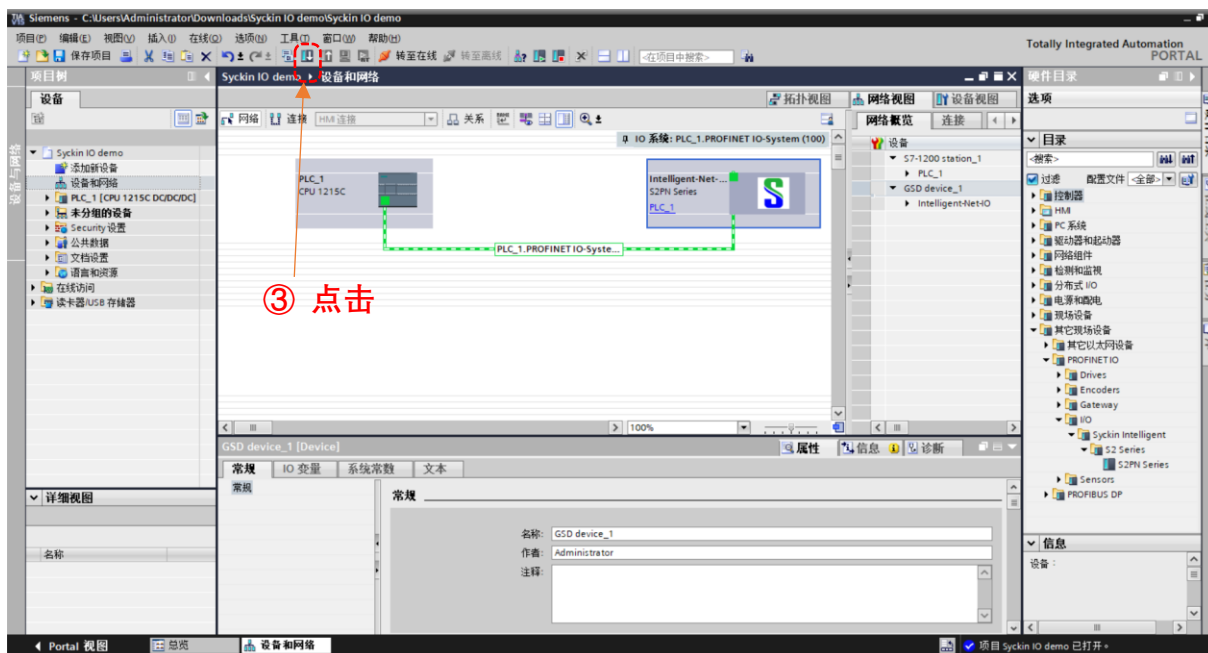 Siemens - C:\Users\Administrator\Downloads\Syckin IO demo\Syckin IO demo
项目(P) 编辑(E) 视图(V) 插入(I) 在线(O) 选项(N) 工具(T) 窗口(W) 帮助(H)
Totally Integrated Automation
PORTAL
保存项目 转至在线 转至离线 <在项目中搜索>
项目树
Syckin IO demo ▸ 设备和网络
硬件目录
设备
拓扑视图 网络视图 设备视图
选项
网络 连接 HMI 连接 关系
网络概览 连接
设备与网络
IO 系统: PLC_1.PROFINET IO-System (100)
Syckin IO demo
添加新设备
设备和网络
PLC_1 [CPU 1215C DC/DC/DC]
未分组的设备
Security 设置
公共数据
文档设置
语言和资源
在线访问
读卡器/USB 存储器
PLC_1
CPU 1215C
Intelligent-Net-...
S2PN Series
PLC_1
PLC_1.PROFINET IO-Syste...
③ 点击
100%
设备
S7-1200 station_1
PLC_1
GSD device_1
Intelligent-Net-IO
目录
<搜索>
过滤 配置文件 <全部>
控制器
HMI
PC 系统
驱动器和起动器
网络组件
检测和监视
分布式 I/O
电源和配电
现场设备
其它现场设备
其它以太网设备
PROFINET IO
Drives
Encoders
Gateway
I/O
Syckin Intelligent
S2 Series
S2PN Series
Sensors
PROFIBUS DP
GSD device_1 [Device]
属性 信息 诊断
常规 IO 变量 系统常数 文本
常规
常规
名称: GSD device_1
作者: Administrator
注释:
详细视图
名称
信息
设备:
Portal 视图 总览 设备和网络
项目 Syckin IO demo 已打开。